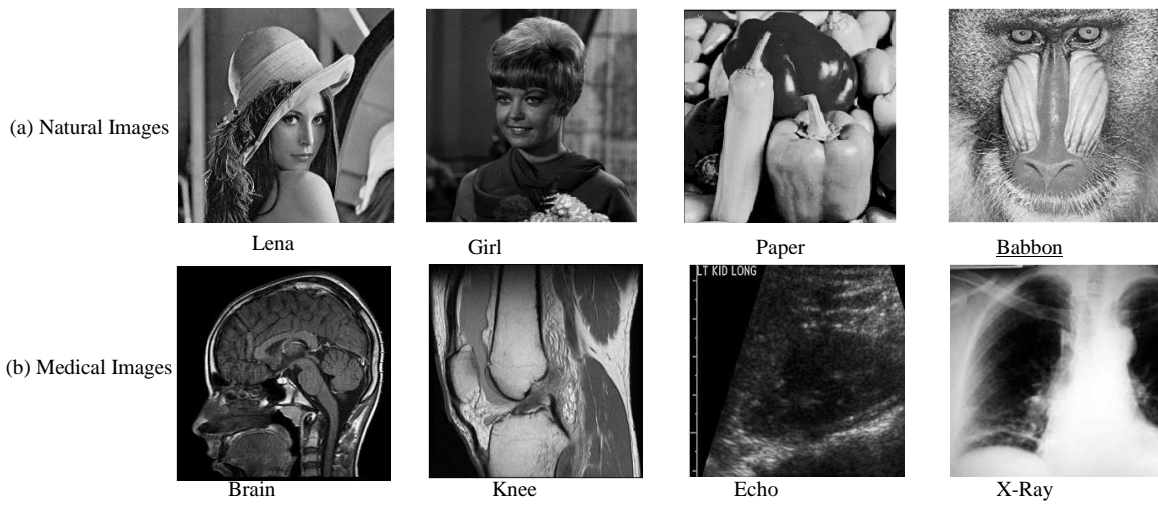 (a) Natural Images
Lena
Girl
Paper
Babbon
LT KID LONG
(b) Medical Images
Brain
Knee
Echo
X-Ray